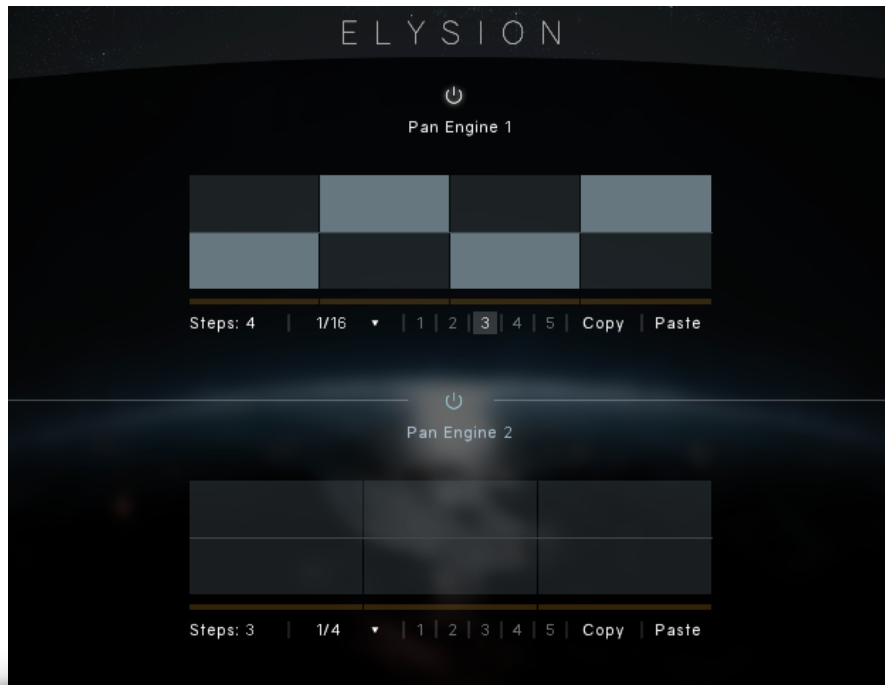 ELYSION
Pan Engine 1
Steps: 4 | 1/16 ▼ | 1 | 2 | 3 | 4 | 5 | Copy | Paste
Pan Engine 2
Steps: 3 | 1/4 ▼ | 1 | 2 | 3 | 4 | 5 | Copy | Paste